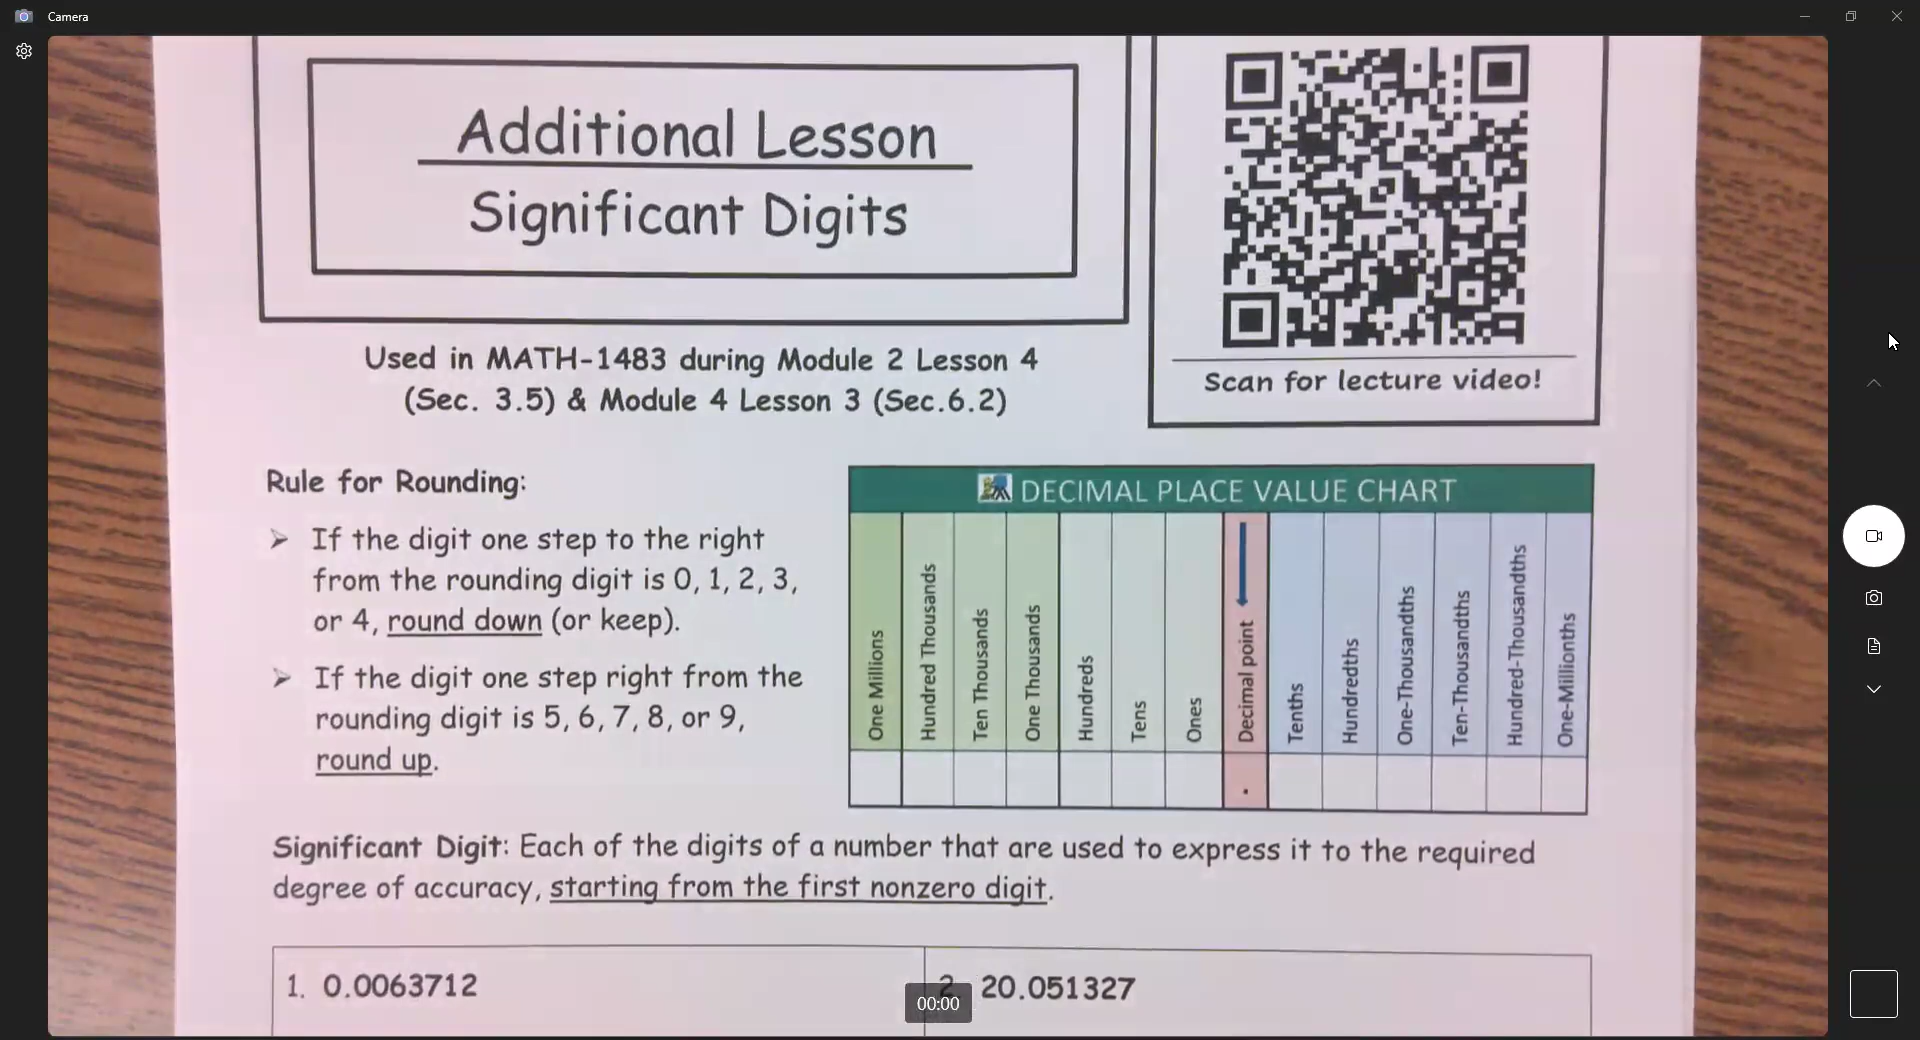 Camera
Additional Lesson
Significant Digits
Used in MATH-1483 during Module 2 Lesson 4
(Sec. 3.5) & Module 4 Lesson 3 (Sec.6.2)
Scan for lecture video!
Rule for Rounding:
➢ If the digit one step to the right
from the rounding digit is 0, 1, 2, 3,
or 4, round down (or keep).
➢ If the digit one step right from the
rounding digit is 5, 6, 7, 8, or 9,
round up.
DECIMAL PLACE VALUE CHART
One Millions
Hundred Thousands
Ten Thousands
One Thousands
Hundreds
Tens
Ones
Decimal point
Tenths
Hundredths
One-Thousandths
Ten-Thousandths
Hundred-Thousandths
One-Millionths
.
Significant Digit: Each of the digits of a number that are used to express it to the required
degree of accuracy, starting from the first nonzero digit.
1. 0.0063712
2. 20.051327
00:00